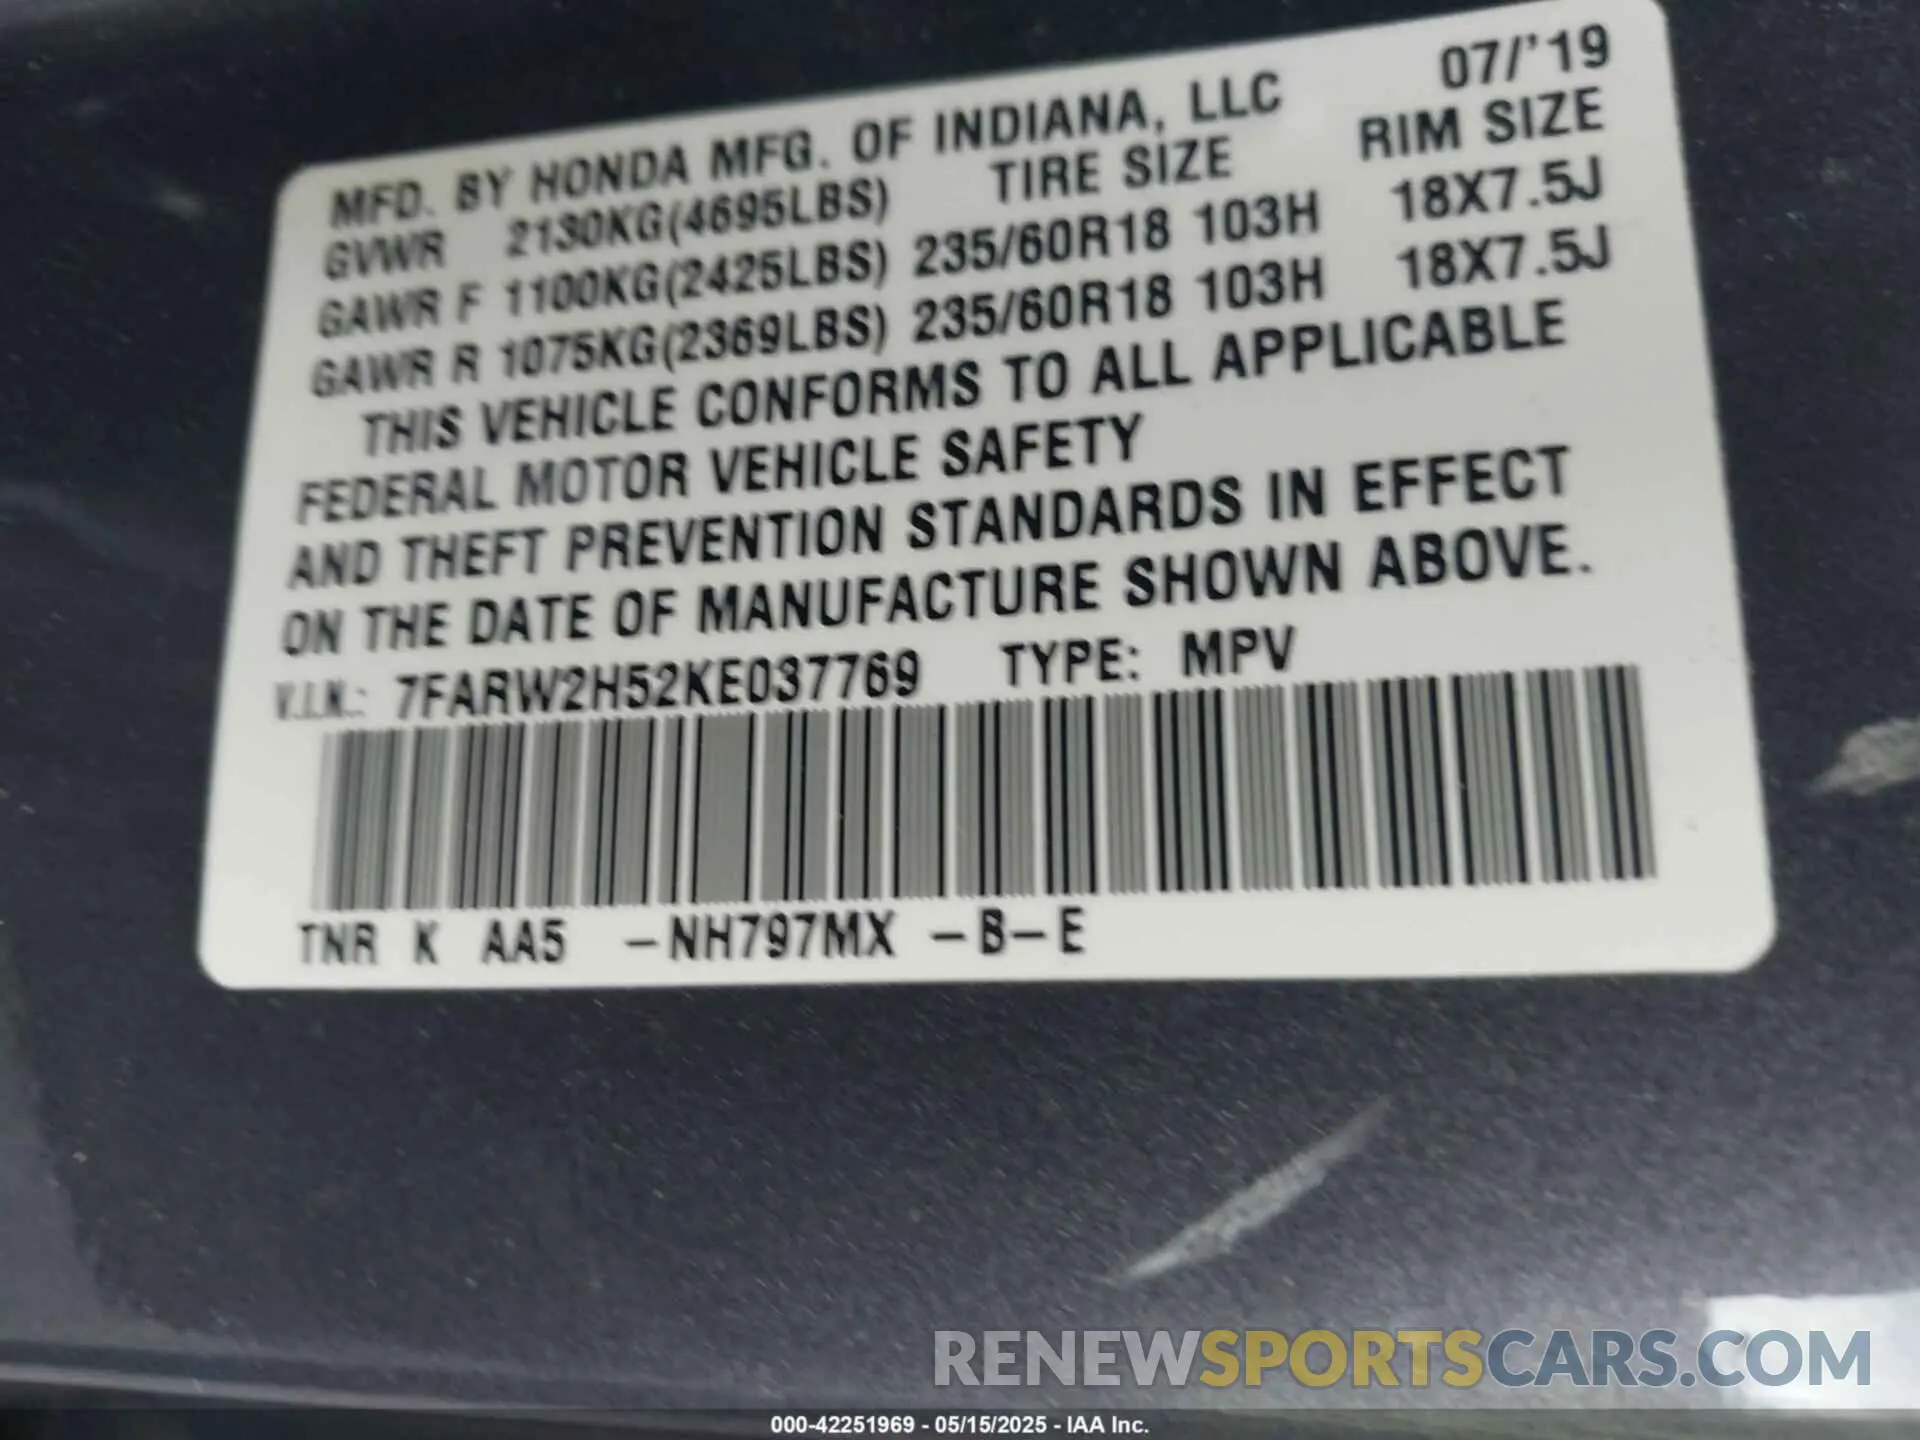 07/'19
MFD. BY HONDA MFG. OF INDIANA, LLC
GVWR 2130KG(4695LBS) TIRE SIZE RIM SIZE
GAWR F 1100KG(2425LBS) 235/60R18 103H 18X7.5J
GAWR R 1075KG(2369LBS) 235/60R18 103H 18X7.5J
THIS VEHICLE CONFORMS TO ALL APPLICABLE
FEDERAL MOTOR VEHICLE SAFETY
AND THEFT PREVENTION STANDARDS IN EFFECT
ON THE DATE OF MANUFACTURE SHOWN ABOVE.
V.I.N.: 7FARW2H52KE037769 TYPE: MPV
TNR K AA5 -NH797MX -B-E
RENEWSPORTSCARS.COM
000-42251969 - 05/15/2025 - IAA Inc.